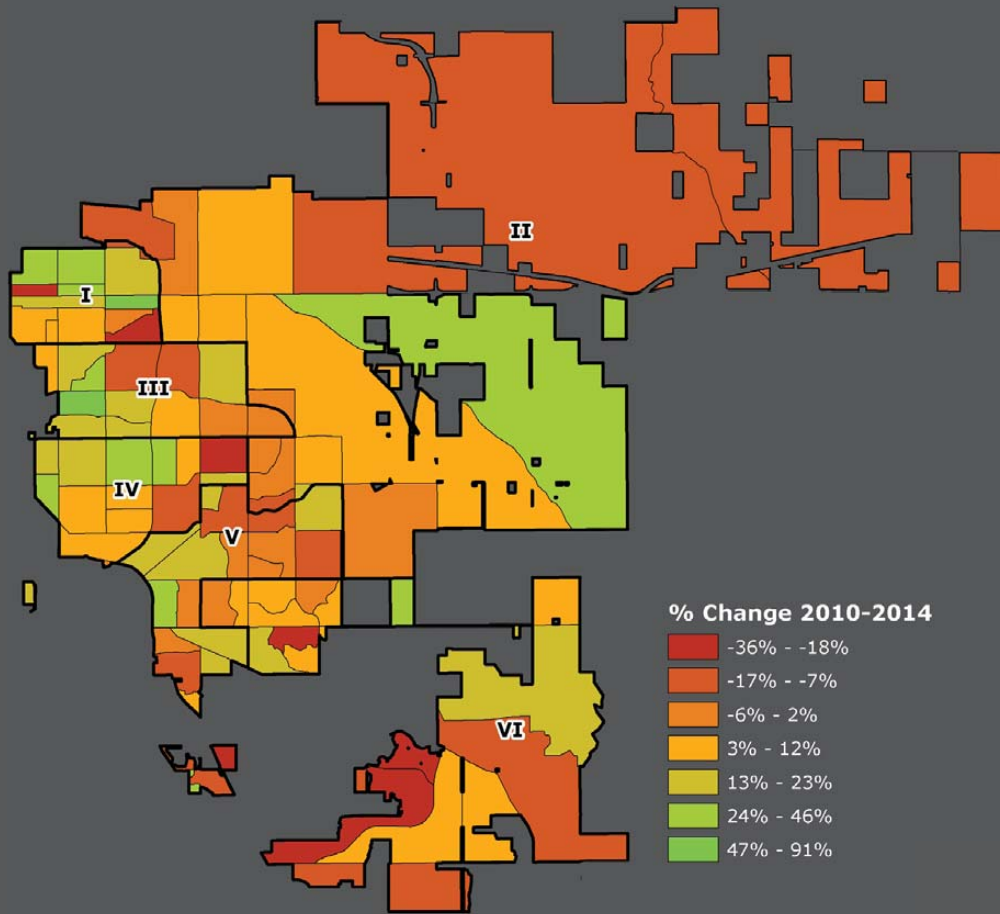 II
I
III
IV
V
% Change 2010-2014
-36% - -18%
-17% - -7%
-6% - 2%
3% - 12%
VI
13% - 23%
24% - 46%
47% - 91%